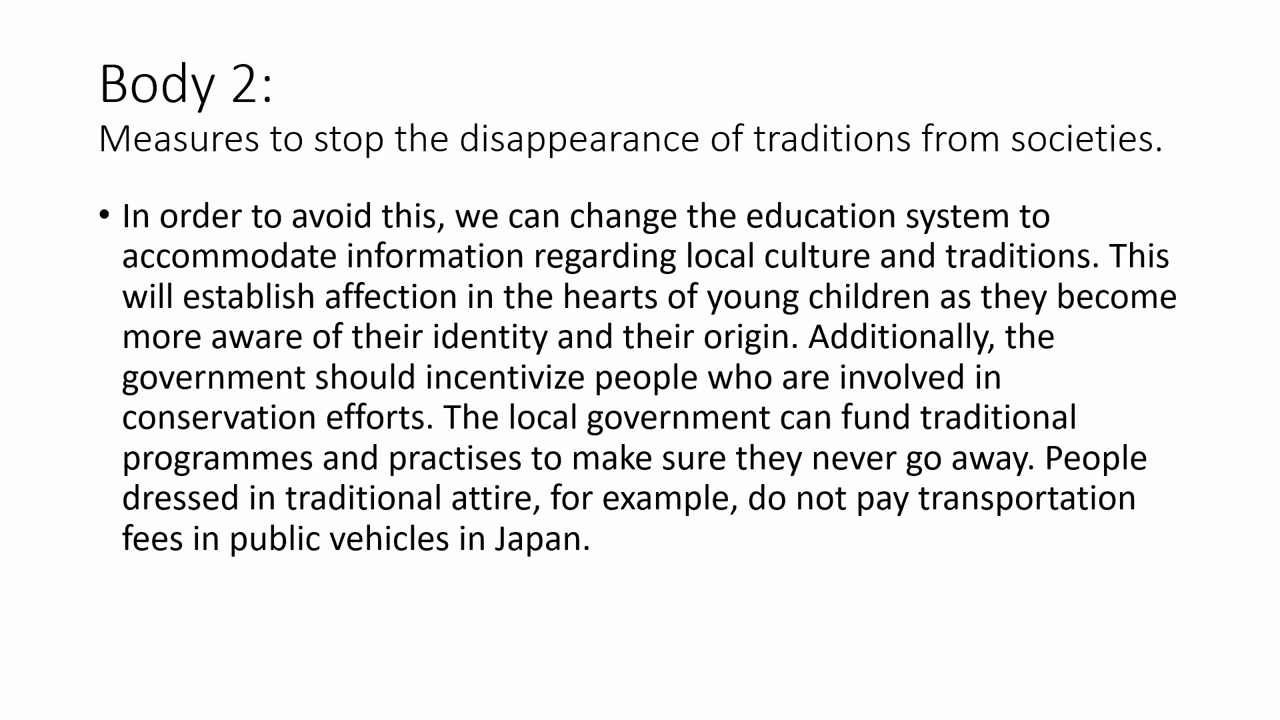 Body 2:
Measures to stop the disappearance of traditions from societies.
• In order to avoid this, we can change the education system to
accommodate information regarding local culture and traditions. This
will establish affection in the hearts of young children as they become
more aware of their identity and their origin. Additionally, the
government should incentivize people who are involved in
conservation efforts. The local government can fund traditional
programmes and practises to make sure they never go away. People
dressed in traditional attire, for example, do not pay transportation
fees in public vehicles in Japan.